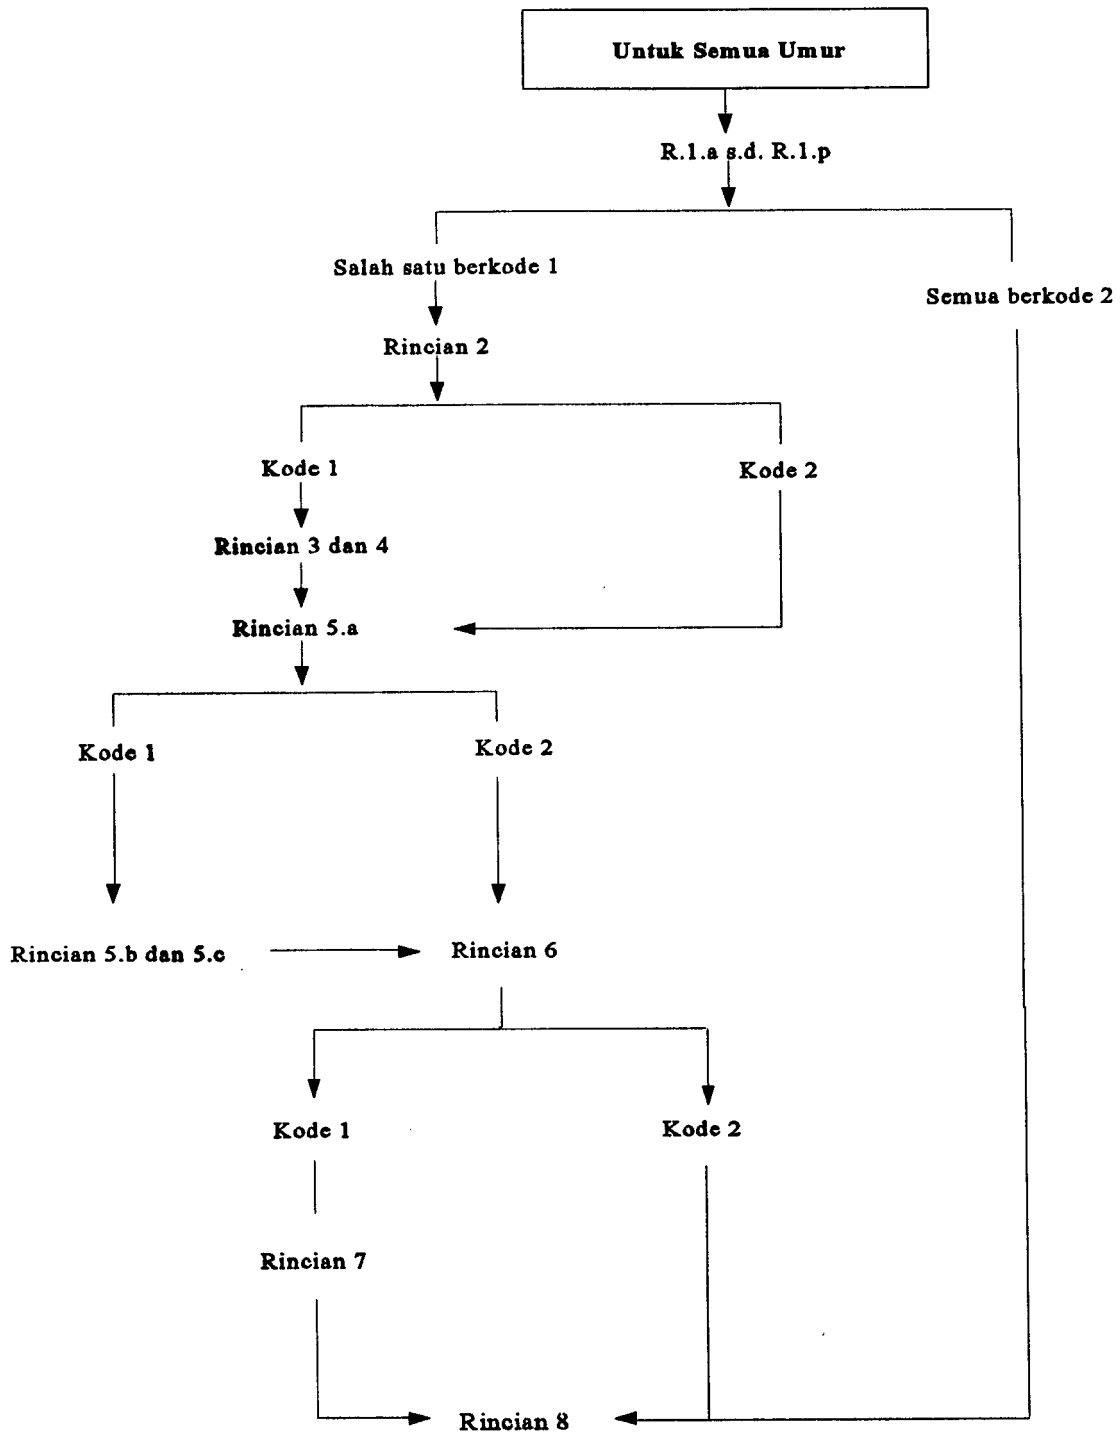 Untuk Semua Umur
R.1.a s.d. R.1.p
Salah satu berkode 1
Semua berkode 2
Rincian 2
Kode 1
Kode 2
Rincian 3 dan 4
Rincian 5.a
Kode 1
Kode 2
Rincian 5.b dan 5.c
Rincian 6
Kode 1
Kode 2
Rincian 7
Rincian 8